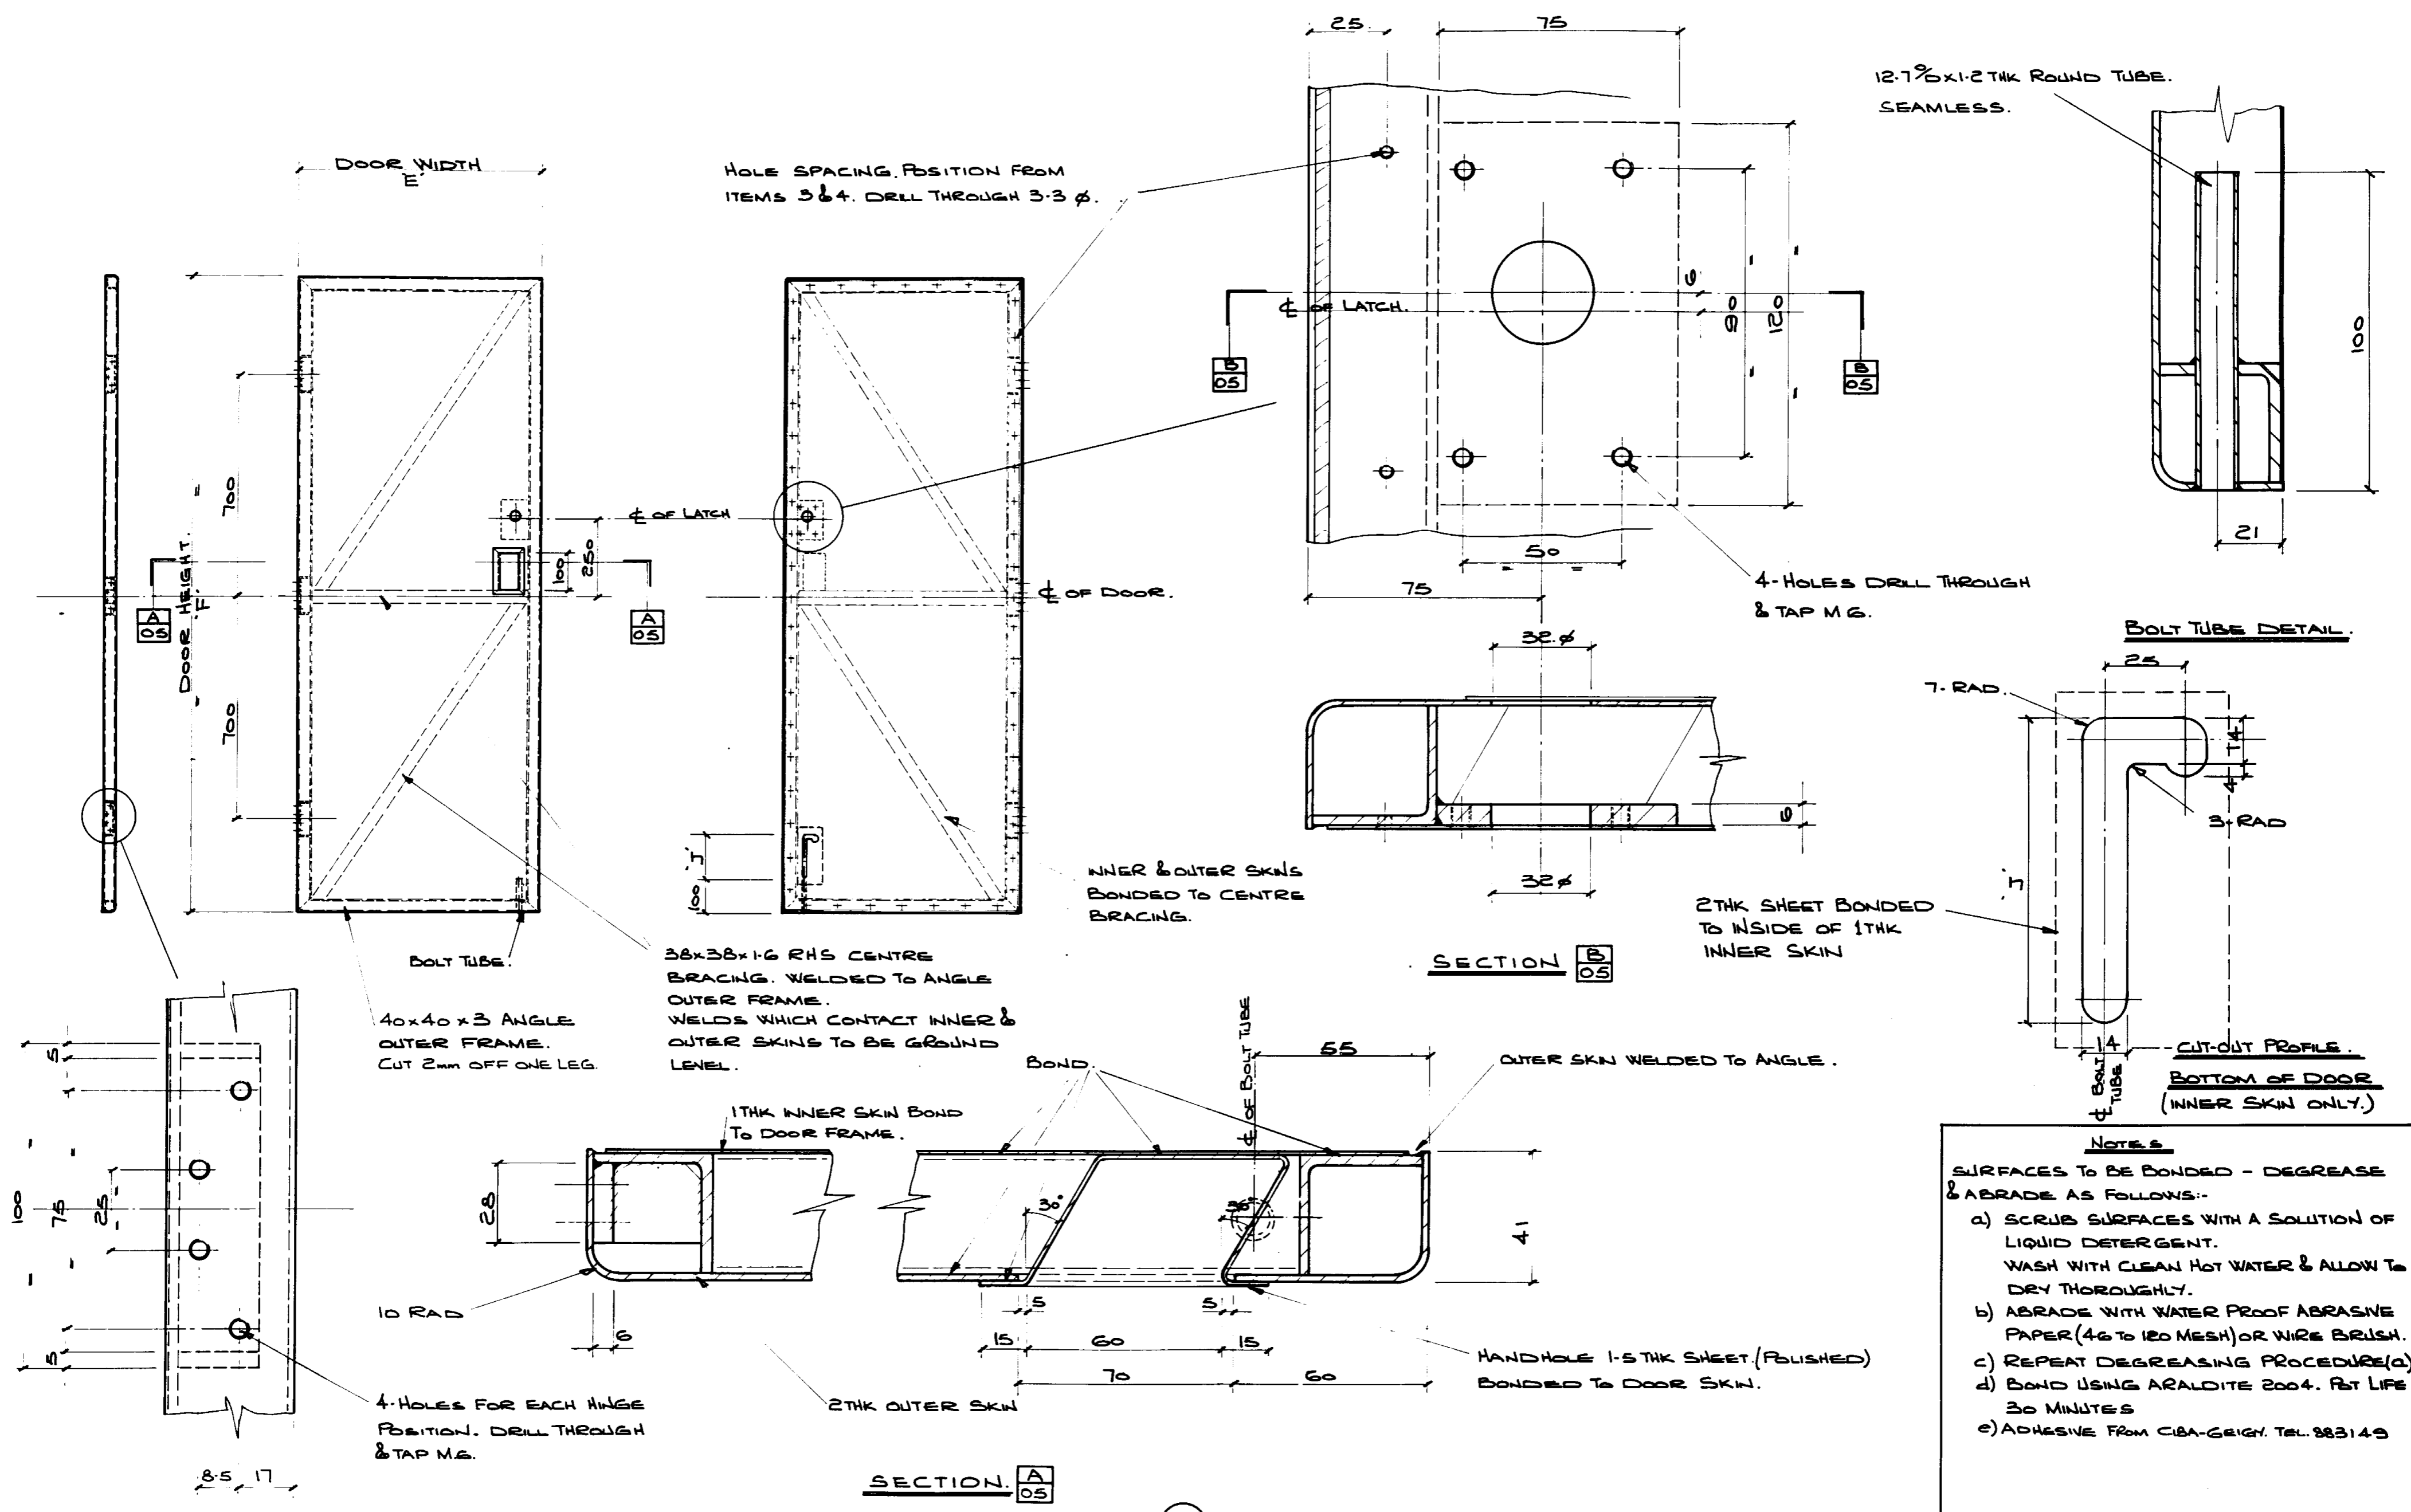 25
75
12·7 O/D x 1·2 THK ROUND TUBE.
SEAMLESS.
DOOR WIDTH
'E'
HOLE SPACING. POSITION FROM
ITEMS 3 & 4. DRILL THROUGH 3·3 ø.
℄ OF LATCH.
6
90
120
=
=
=
=
B
05
B
05
100
21
BOLT TUBE DETAIL.
DOOR HEIGHT.
'F'
=
=
700
700
℄ OF LATCH
250
100
A
05
A
05
℄ OF DOOR.
50
= =
75
4-HOLES DRILL THROUGH
& TAP M6.
32 ø
6
32 ø
SECTION B
05
25
7-RAD.
14
4
3-RAD
'J'
2THK SHEET BONDED
TO INSIDE OF 1THK
INNER SKIN
14
℄ BOLT
TUBE
CUT-OUT PROFILE.
BOTTOM OF DOOR
(INNER SKIN ONLY.)
'J'
100
INNER & OUTER SKINS
BONDED TO CENTRE
BRACING.
BOLT TUBE.
40 x 40 x 3 ANGLE
OUTER FRAME.
CUT 2mm OFF ONE LEG.
38x38x1·6 RHS CENTRE
BRACING. WELDED TO ANGLE
OUTER FRAME.
WELDS WHICH CONTACT INNER &
OUTER SKINS TO BE GROUND
LEVEL.
5
100
75
25
5
=
=
=
=
=
=
4-HOLES FOR EACH HINGE
POSITION. DRILL THROUGH
& TAP M6.
8·5 17
1THK INNER SKIN BOND
TO DOOR FRAME.
BOND.
℄ OF BOLT TUBE
55
OUTER SKIN WELDED TO ANGLE.
28
30°
30°
41
10 RAD
6
5
5
15
60
15
70
60
2THK OUTER SKIN
HANDHOLE 1·5 THK SHEET. (POLISHED)
BONDED TO DOOR SKIN.
SECTION. A
05
NOTES
SURFACES TO BE BONDED - DEGREASE
& ABRADE AS FOLLOWS:-
a) SCRUB SURFACES WITH A SOLUTION OF
LIQUID DETERGENT.
WASH WITH CLEAN HOT WATER & ALLOW TO
DRY THOROUGHLY.
b) ABRADE WITH WATER PROOF ABRASIVE
PAPER (46 TO 120 MESH) OR WIRE BRUSH.
c) REPEAT DEGREASING PROCEDURE (a)
d) BOND USING ARALDITE 2004. POT LIFE
30 MINUTES
e) ADHESIVE FROM CIBA-GEIGY. TEL. 883149